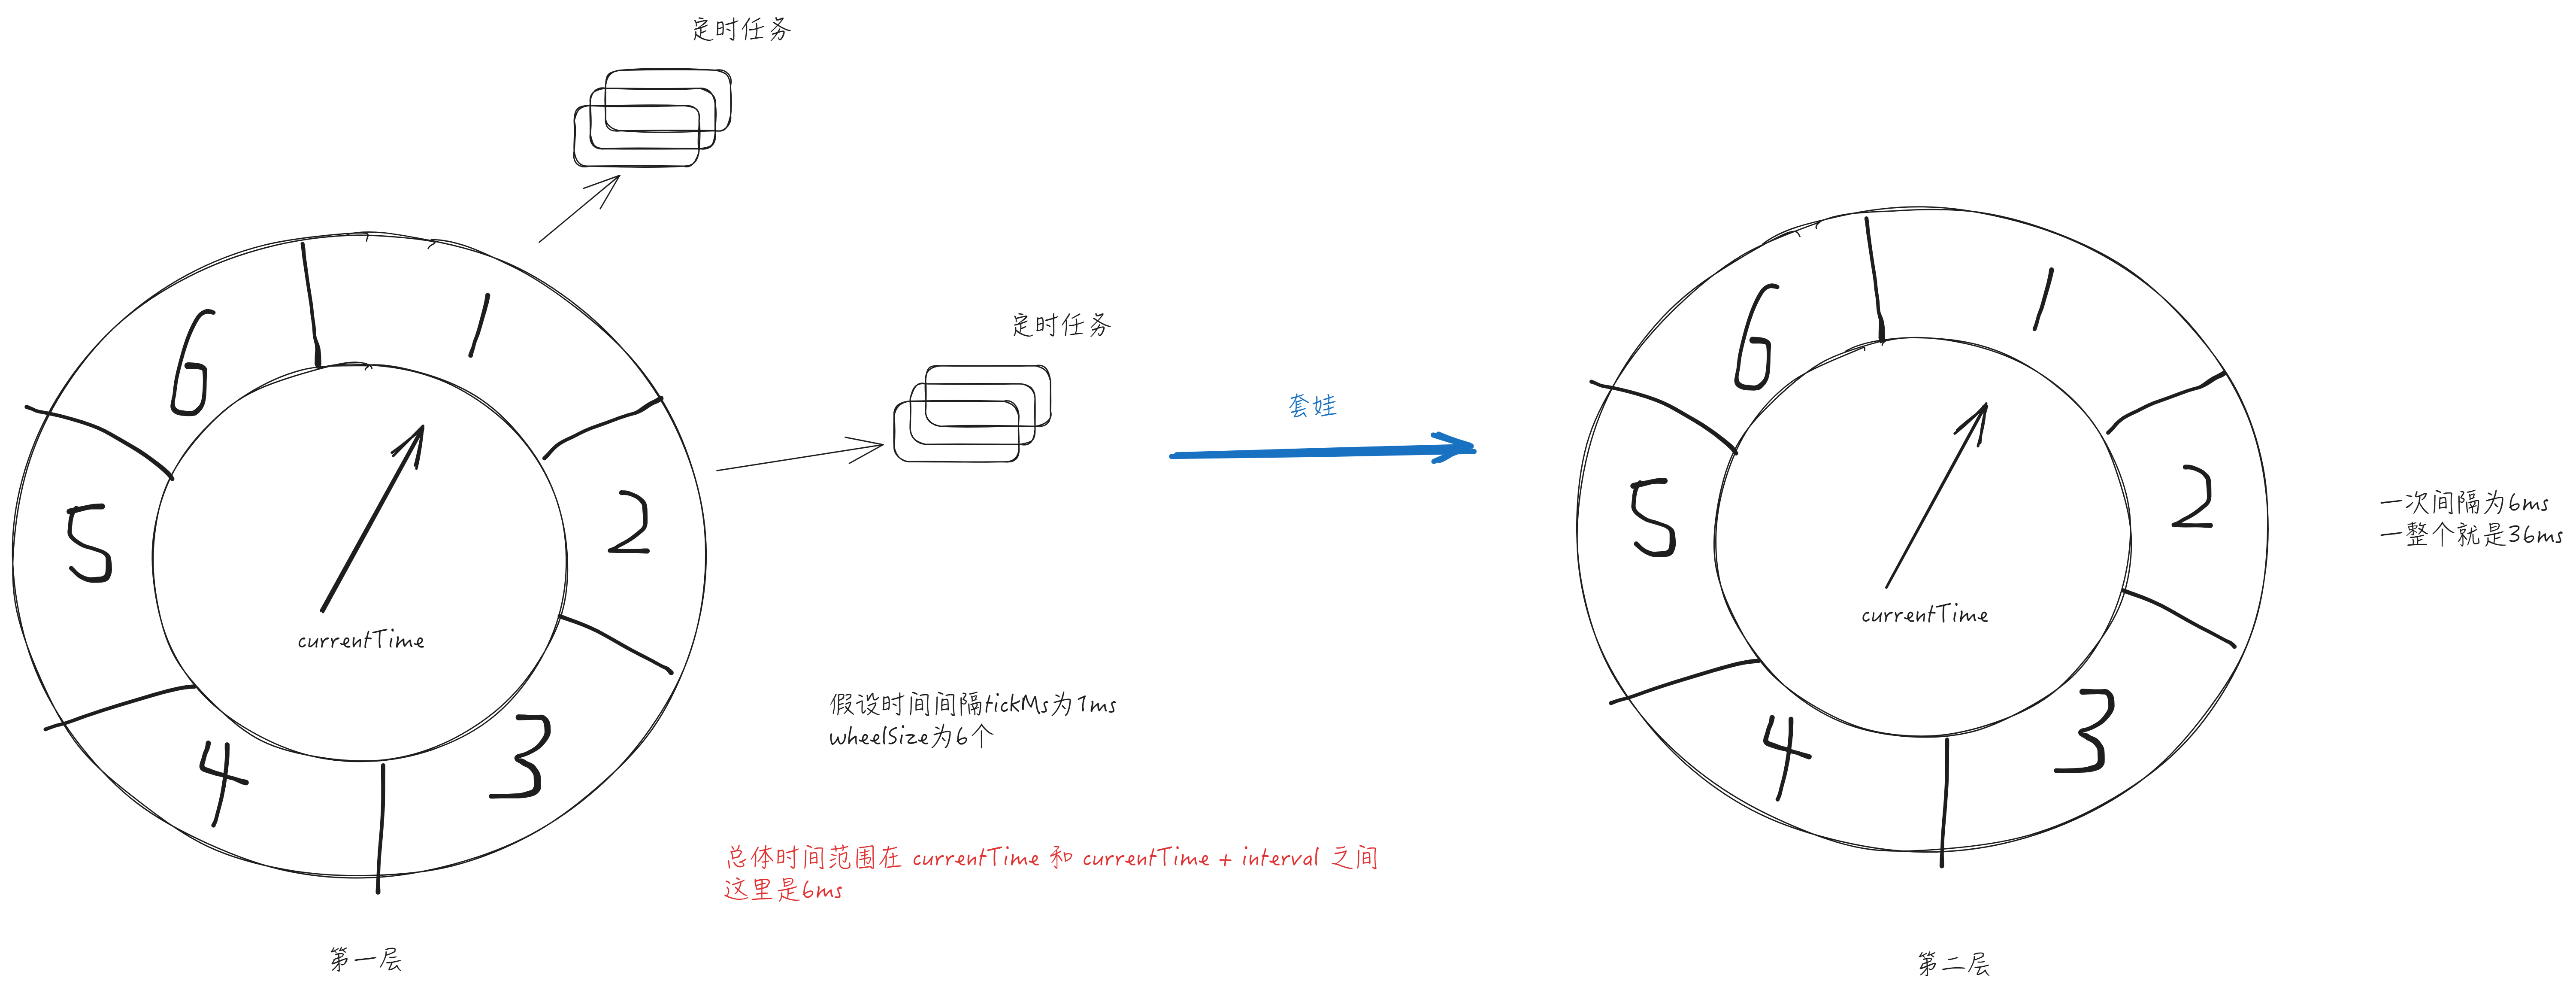 定时任务
6
1
5
2
4
3
currentTime
第一层
定时任务
套娃
假设时间间隔tickMs为1ms
wheelSize为6个
总体时间范围在 currentTime 和 currentTime + interval 之间
这里是6ms
6
1
5
2
4
3
currentTime
第二层
一次间隔为6ms
一整个就是36ms